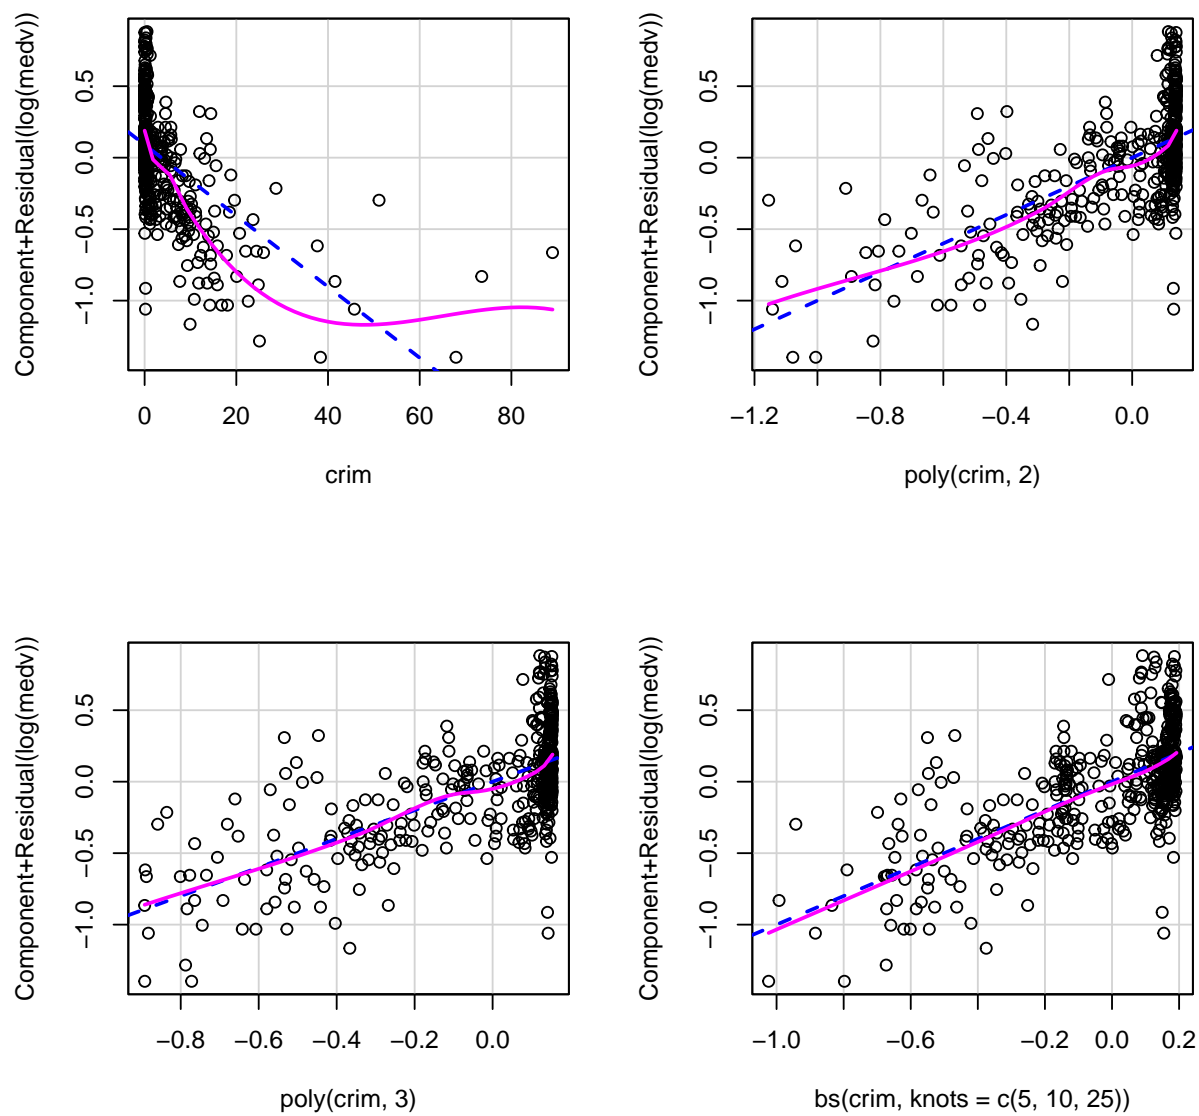 Component+Residual(log(medv))
0.5
0.0
−0.5
−1.0
0 20 40 60 80
crim
Component+Residual(log(medv))
0.5
0.0
−0.5
−1.0
−1.2 −0.8 −0.4 0.0
poly(crim, 2)
Component+Residual(log(medv))
0.5
0.0
−0.5
−1.0
−0.8 −0.6 −0.4 −0.2 0.0
poly(crim, 3)
Component+Residual(log(medv))
0.5
0.0
−0.5
−1.0
−1.0 −0.6 −0.2 0.0 0.2
bs(crim, knots = c(5, 10, 25))